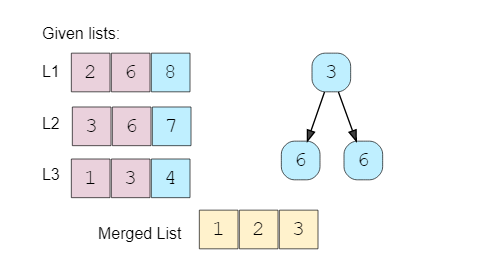 Given lists:
L1 2 6 8
3
L2 3 6 7
6 6
L3 1 3 4
Merged List 1 2 3